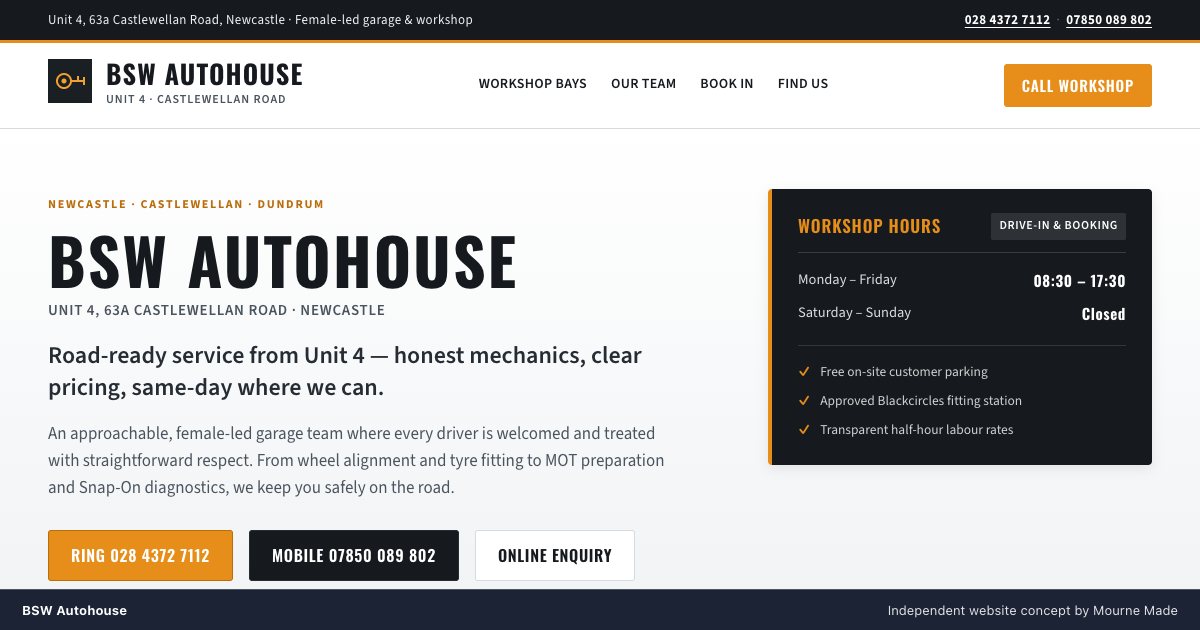 Unit 4, 63a Castlewellan Road, Newcastle · Female-led garage & workshop
028 4372 7112 · 07850 089 802
BSW AUTOHOUSE
UNIT 4 · CASTLEWELLAN ROAD
WORKSHOP BAYS
OUR TEAM
BOOK IN
FIND US
CALL WORKSHOP
NEWCASTLE · CASTLEWELLAN · DUNDRUM
BSW AUTOHOUSE
UNIT 4, 63A CASTLEWELLAN ROAD · NEWCASTLE
Road-ready service from Unit 4 — honest mechanics, clear
pricing, same-day where we can.
An approachable, female-led garage team where every driver is welcomed and treated
with straightforward respect. From wheel alignment and tyre fitting to MOT preparation
and Snap-On diagnostics, we keep you safely on the road.
RING 028 4372 7112
MOBILE 07850 089 802
ONLINE ENQUIRY
WORKSHOP HOURS
DRIVE-IN & BOOKING
Monday – Friday 08:30 – 17:30
Saturday – Sunday Closed
Free on-site customer parking
Approved Blackcircles fitting station
Transparent half-hour labour rates
BSW Autohouse
Independent website concept by Mourne Made